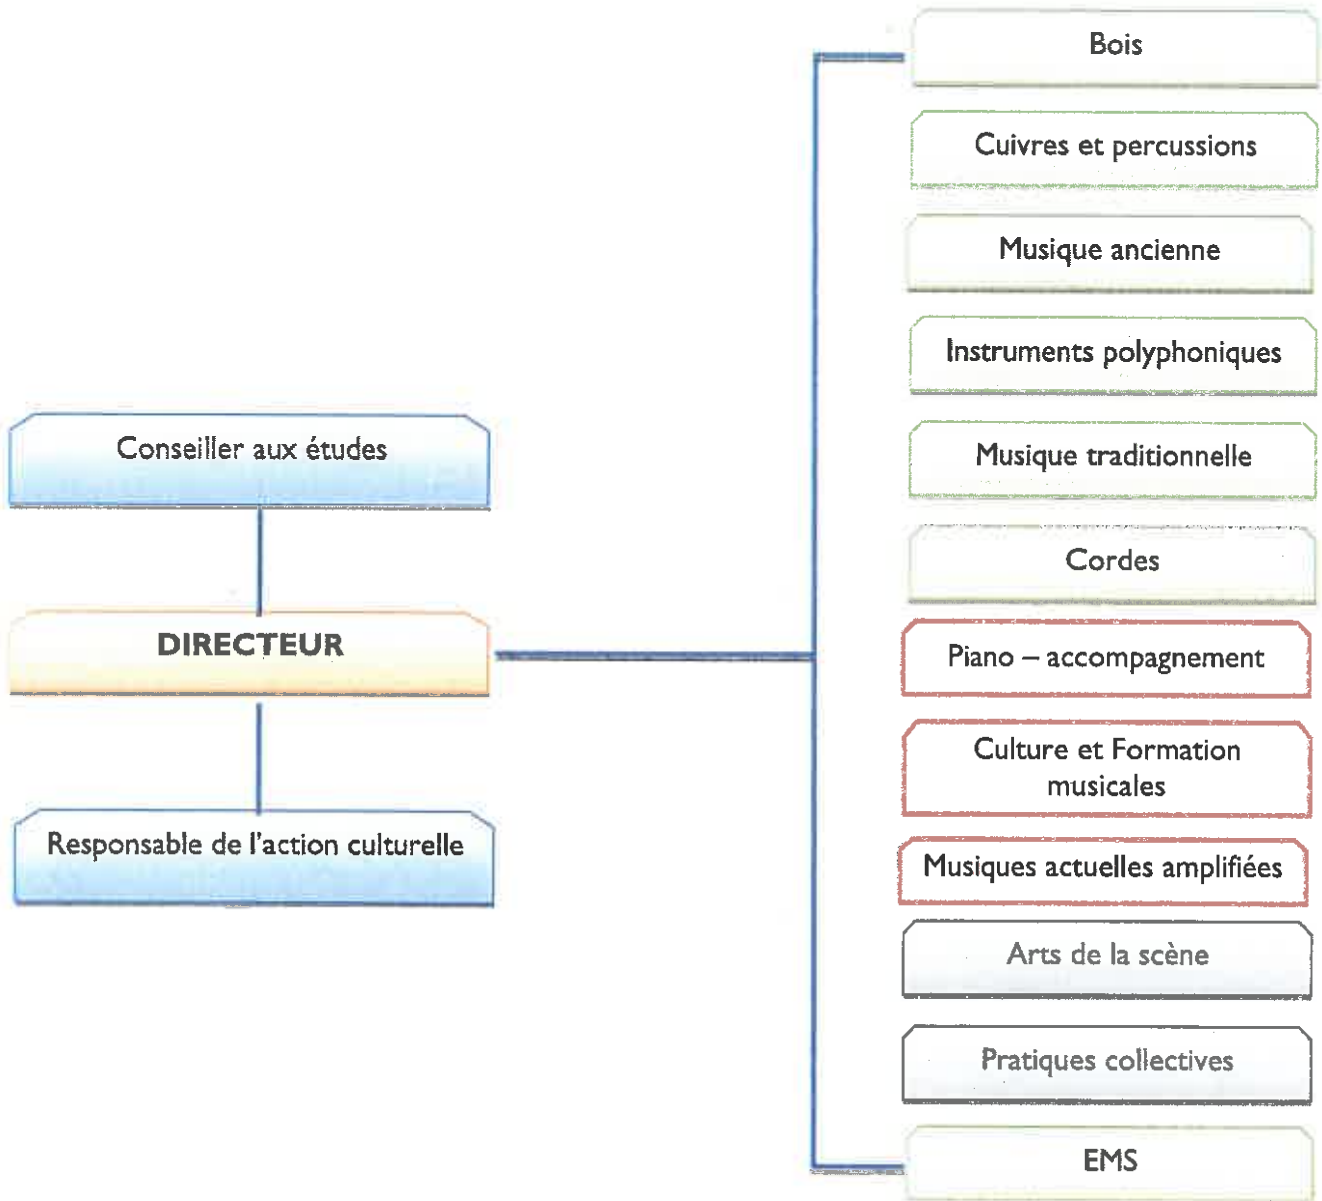 Conseiller aux études
DIRECTEUR
Responsable de l'action culturelle
Bois
Cuivres et percussions
Musique ancienne
Instruments polyphoniques
Musique traditionnelle
Cordes
Piano – accompagnement
Culture et Formation
musicales
Musiques actuelles amplifiées
Arts de la scène
Pratiques collectives
EMS